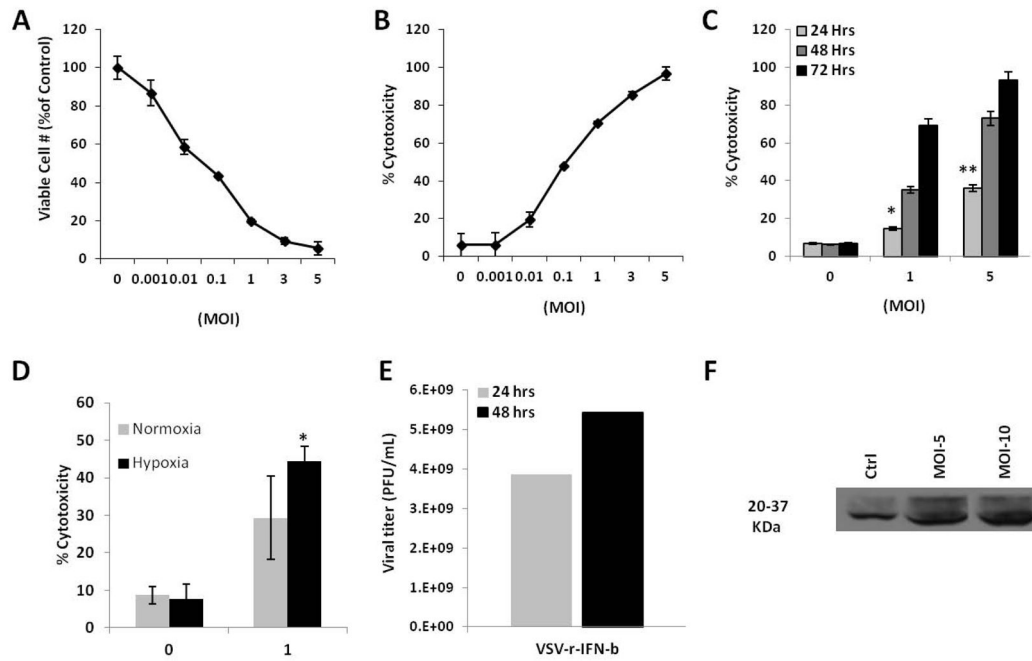 A
Viable Cell # (%of Control)
120
100
80
60
40
20
0
0 0.001 0.01 0.1 1 3 5
(MOI)
B
% Cytotoxicity
120
100
80
60
40
20
0
0 0.001 0.01 0.1 1 3 5
(MOI)
C
24 Hrs
48 Hrs
72 Hrs
% Cytotoxicity
120
100
80
60
40
20
0
*
**
0 1 5
(MOI)
D
Normoxia
Hypoxia
% Cytotoxicity
60
50
40
30
20
10
0
*
0 1
E
24 hrs
48 hrs
Viral titer (PFU/mL)
6.E+09
5.E+09
4.E+09
3.E+09
2.E+09
1.E+09
0.E+00
VSV-r-IFN-b
F
Ctrl
MOI-5
MOI-10
20-37
KDa